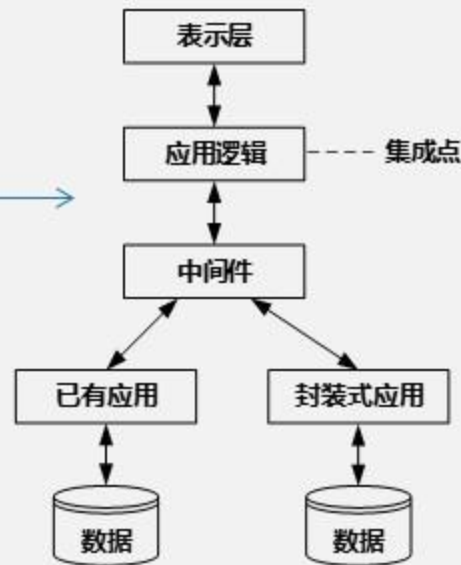 表示层
应用逻辑
集成点
中间件
已有应用
封装式应用
数据
数据